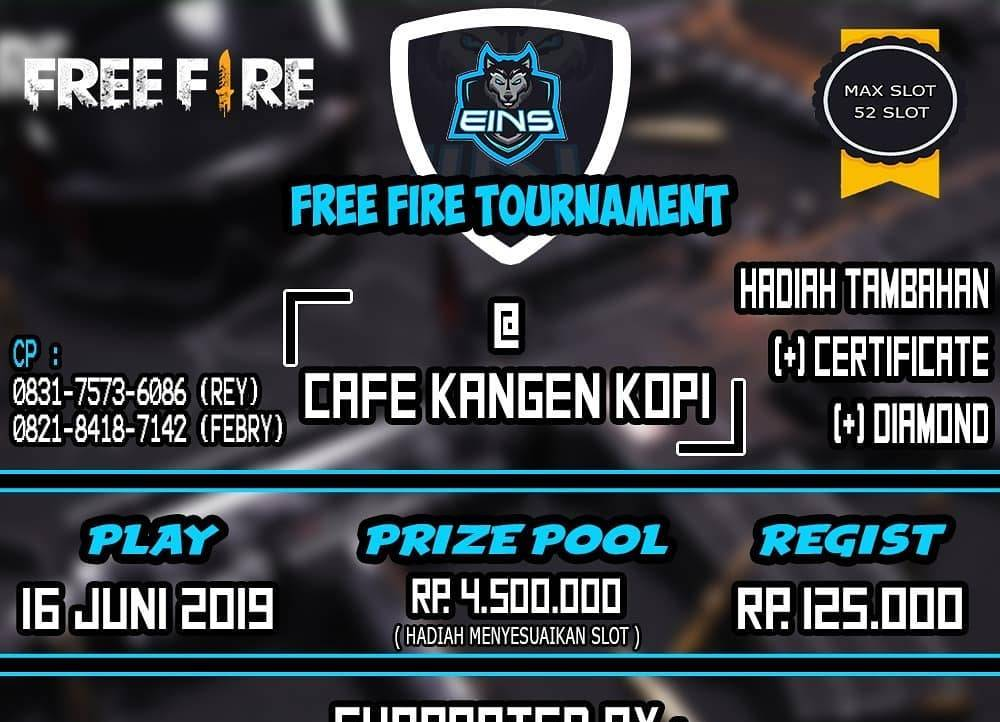 FREE FIRE
EINS
MAX SLOT
52 SLOT
FREE FIRE TOURNAMENT
HADIAH TAMBAHAN
(+) CERTIFICATE
(+) DIAMOND
@
CAFE KANGEN KOPI
CP :
0831-7573-6086 (REY)
0821-8418-7142 (FEBRY)
PLAY
16 JUNI 2019
PRIZE POOL
RP. 4.500.000
( HADIAH MENYESUAIKAN SLOT )
REGIST
RP. 125.000
SUPPORTED BY :